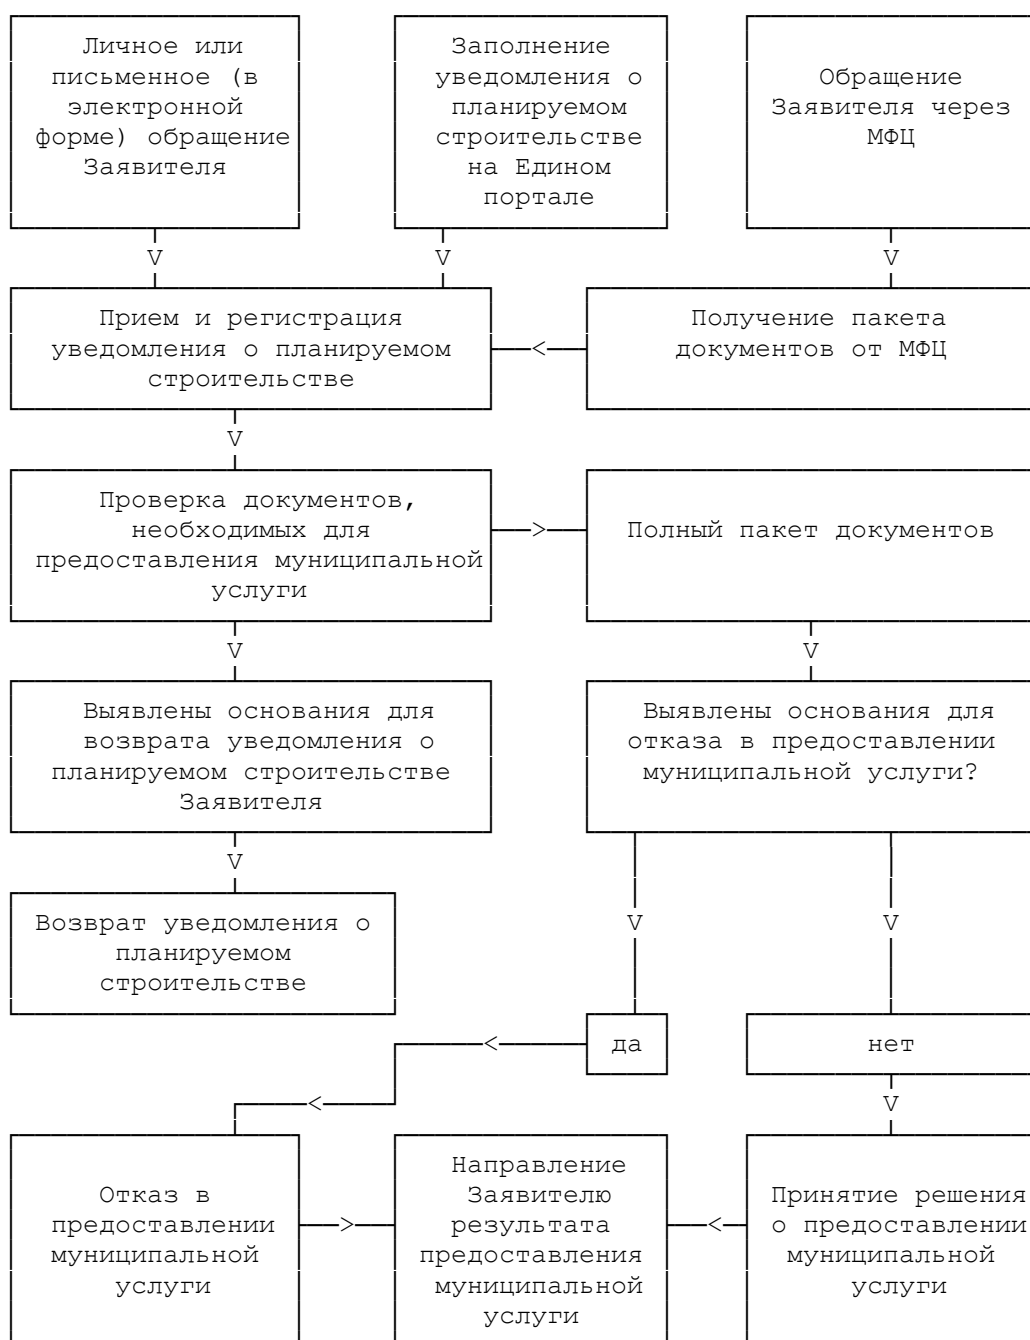 Личное или
письменное (в
электронной
форме) обращение
Заявителя
Заполнение
уведомления о
планируемом
строительстве
на Едином
портале
Обращение
Заявителя через
МФЦ
V
V
V
Прием и регистрация
уведомления о планируемом
строительстве
<
Получение пакета
документов от МФЦ
V
Проверка документов,
необходимых для
предоставления муниципальной
услуги
>
Полный пакет документов
V
V
Выявлены основания для
возврата уведомления о
планируемом строительстве
Заявителя
Выявлены основания для
отказа в предоставлении
муниципальной услуги?
V
Возврат уведомления о
планируемом
строительстве
V
V
<
да
нет
<
V
Отказ в
предоставлении
муниципальной
услуги
>
Направление
Заявителю
результата
предоставления
муниципальной
услуги
<
Принятие решения
о предоставлении
муниципальной
услуги